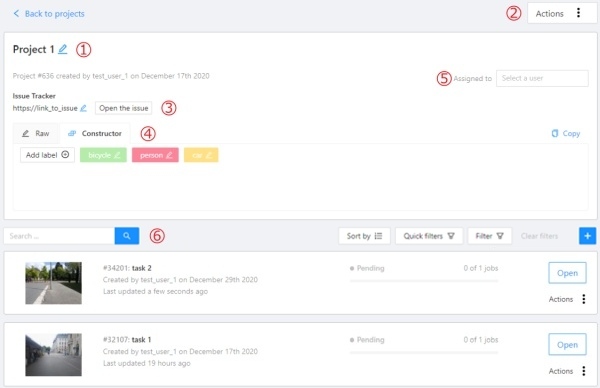 Back to projects
② Actions
Project 1 ①
Project #636 created by test_user_1 on December 17th 2020
⑤ Assigned to Select a user
Issue Tracker
https://link_to_issue Open the issue ③
Raw Constructor ④ Copy
Add label bicycle person car
Search ... ⑥ Sort by Quick filters Filter Clear filters +
#34201: task 2 Pending 0 of 1 jobs Open
Created by test_user_1 on December 29th 2020
Last updated a few seconds ago Actions
#32107: task 1 Pending 0 of 1 jobs Open
Created by test_user_1 on December 17th 2020
Last updated 19 hours ago Actions